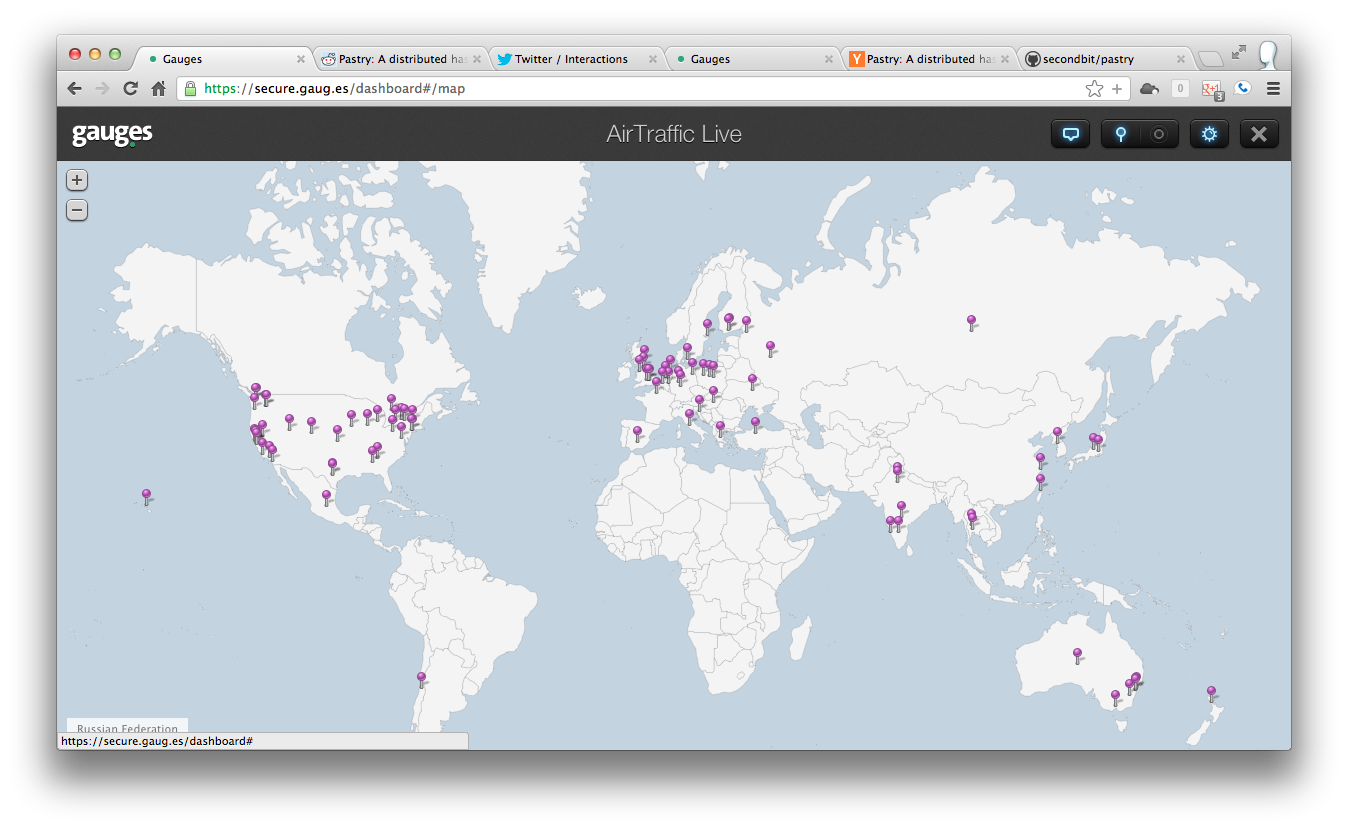 Gauges
Pastry: A distributed has
Twitter / Interactions
Gauges
Pastry: A distributed has
secondbit/pastry
https://secure.gaug.es/dashboard#/map
0
g+1
3
gauges
AirTraffic Live
+
−
Russian Federation
https://secure.gaug.es/dashboard#